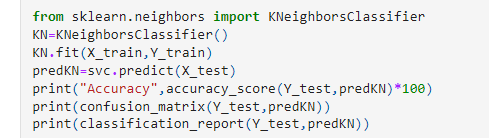 from sklearn.neighbors import KNeighborsClassifier
KN=KNeighborsClassifier()
KN.fit(X_train,Y_train)
predKN=svc.predict(X_test)
print("Accuracy",accuracy_score(Y_test,predKN)*100)
print(confusion_matrix(Y_test,predKN))
print(classification_report(Y_test,predKN))